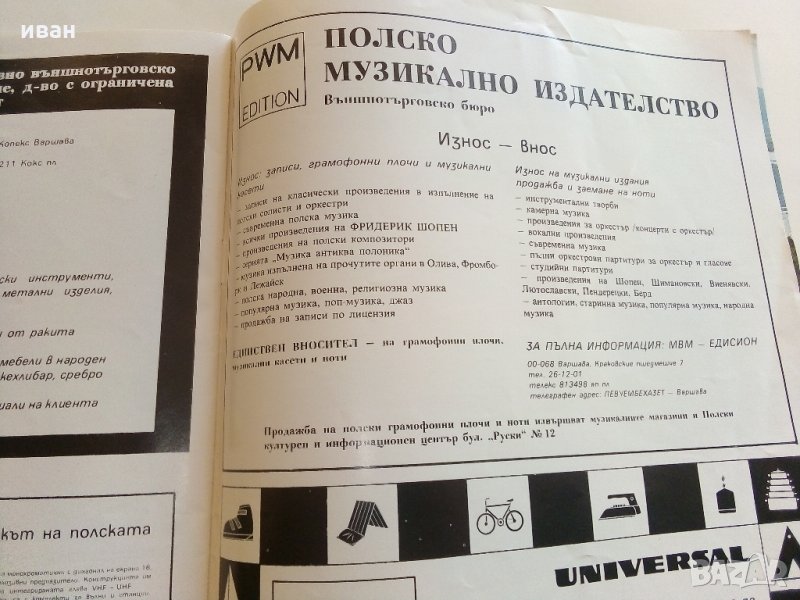 иван
вно външнотърговско
ие, д-во с ограничена
Копекс Варшава
211 Кокс пл
ски инструменти,
метални изделия,
и от ракита
мебели в народен
кехлибар, сребро
иали на клиента
кът на полската
PWM
EDITION
ПОЛСКО
МУЗИКАЛНО ИЗДАТЕЛСТВО
Външнотърговско бюро
Износ — Внос
Износ: записи, грамофонни плочи и музикални
касети
— записи на класически произведения в изпълнение на
полски солисти и оркестри
— съвременна полска музика
— всички произведения на ФРИДЕРИК ШОПЕН
— произведения на полски композитори
— серията „Музика антиква полоника“
— музика изпълнена на прочутите органи в Олива, Фромбо-
рк и Лежайск
— полска народна, военна, религиозна музика
— популярна музика, поп-музика, джаз
— продажба на записи по лицензия
ЕДИНСТВЕН ВНОСИТЕЛ — на грамофонни плочи,
музикални касети и ноти
Износ на музикални издания
продажба и заемане на ноти
— инструментални творби
— камерна музика
— произведения за оркестър /концерти с оркестър/
— вокални произведения
— съвременна музика
— пълни оркестрови партитури за оркестър и гласове
— студийни партитури
— произведения на Шопен, Шимановски, Виенявски,
Лютославски, Пендерецки, Берд
— антологии, старинна музика, популярна музика, народна
музика
ЗА ПЪЛНА ИНФОРМАЦИЯ: МВМ — ЕДИСИОН
00-068 Варшава, Краковские пшедмешче 7
тел. 26-12-01
телекс 813498 пл
телеграфен адрес: ПЕВУЕМБЕХАЗЕТ — Варшава
Продажба на полски грамофонни плочи и ноти извършват музикалните магазини и Полски
културен и информационен център бул. „Руски“ № 12
UNIVERSAL
BAZAR